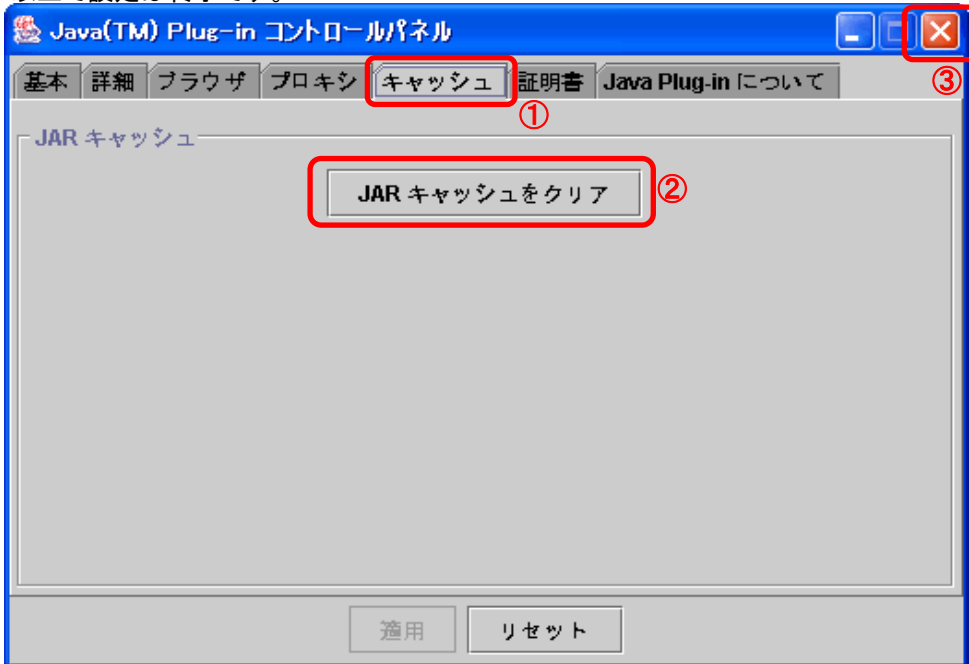 Java(TM) Plug-in コントロールパネル
基本 詳細 ブラウザ プロキシ キャッシュ 証明書 Java Plug-in について
③
①
JAR キャッシュ
JAR キャッシュをクリア ②
適用 リセット